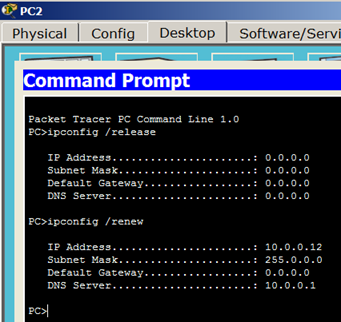 PC2
Physical Config Desktop Software/Servi
Command Prompt
Packet Tracer PC Command Line 1.0
PC>ipconfig /release
IP Address......................: 0.0.0.0
Subnet Mask.....................: 0.0.0.0
Default Gateway.................: 0.0.0.0
DNS Server......................: 0.0.0.0
PC>ipconfig /renew
IP Address......................: 10.0.0.12
Subnet Mask.....................: 255.0.0.0
Default Gateway.................: 0.0.0.0
DNS Server......................: 10.0.0.1
PC>